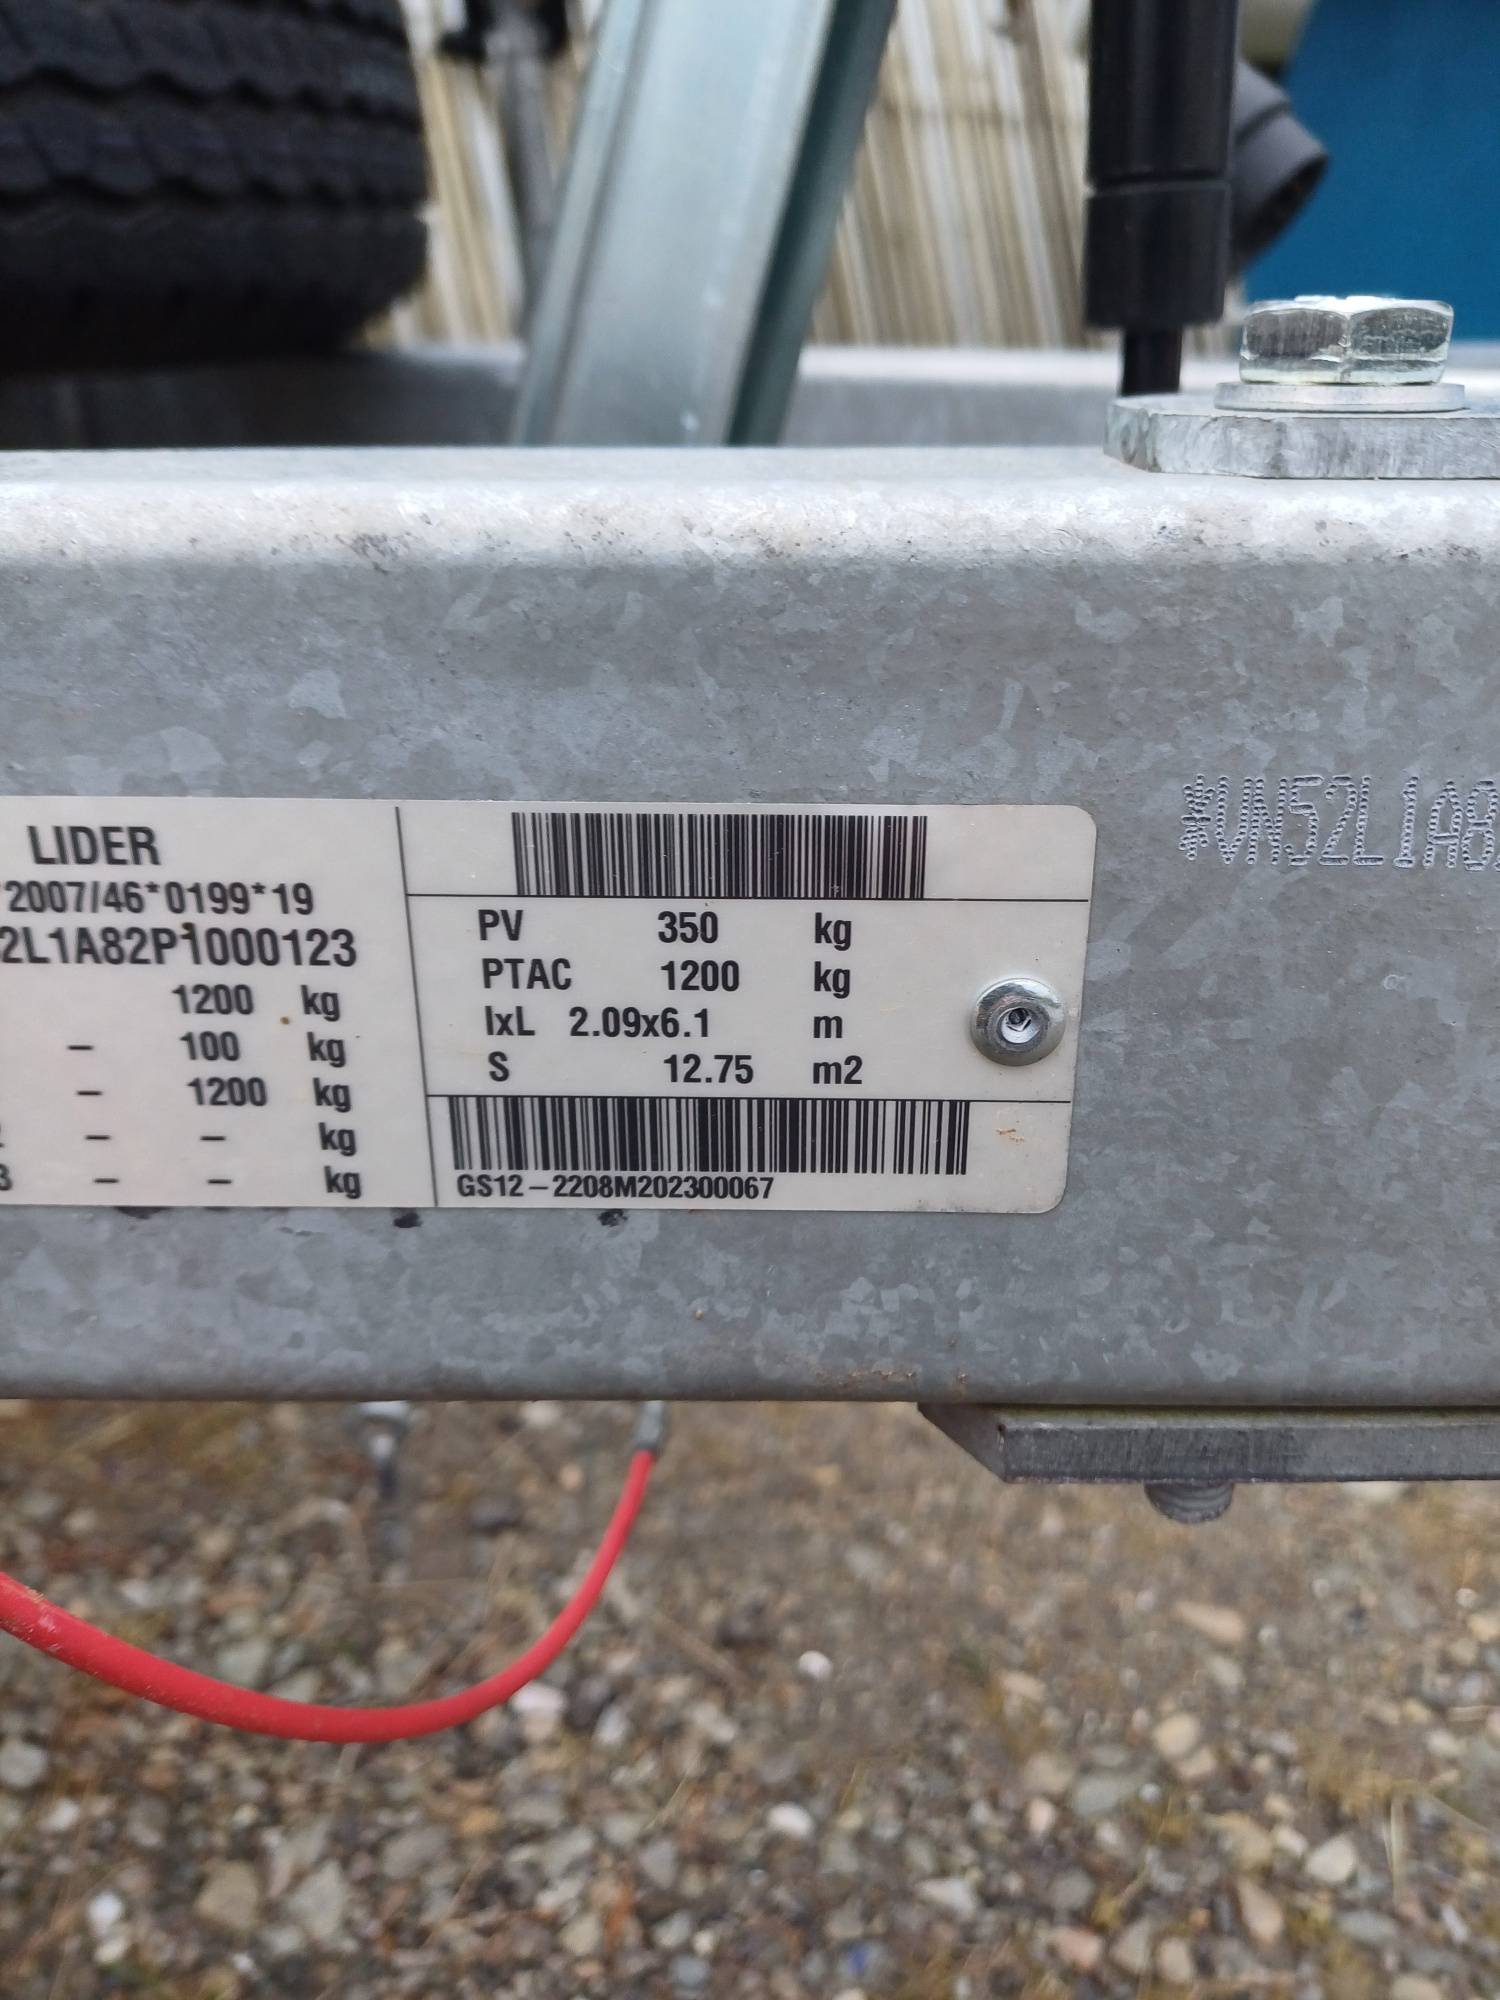 LIDER
2007/46*0199*19
2L1A82P1000123
1200 kg
– 100 kg
– 1200 kg
– – kg
3 – – kg
PV 350 kg
PTAC 1200 kg
lxL 2.09x6.1 m
S 12.75 m2
GS12–2208M202300067
*VN52L1A8